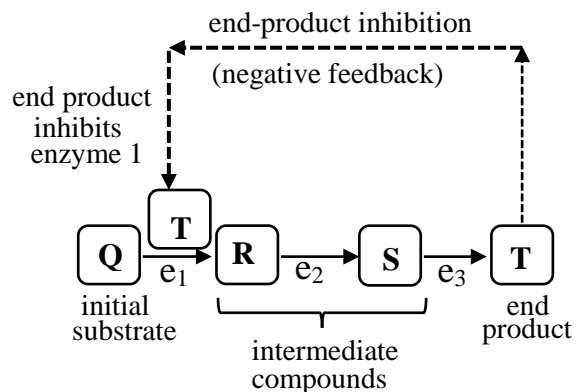 end-product inhibition
(negative feedback)
end product
inhibits
enzyme 1
T
Q
e1
R
e2
S
e3
T
initial
substrate
end
product
intermediate
compounds